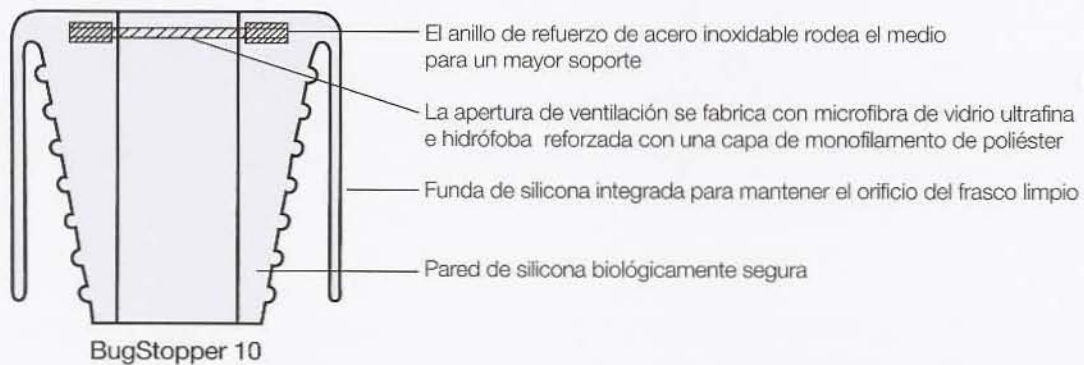 El anillo de refuerzo de acero inoxidable rodea el medio
para un mayor soporte
La apertura de ventilación se fabrica con microfibra de vidrio ultrafina
e hidrófoba reforzada con una capa de monofilamento de poliéster
Funda de silicona integrada para mantener el orificio del frasco limpio
Pared de silicona biológicamente segura
BugStopper 10